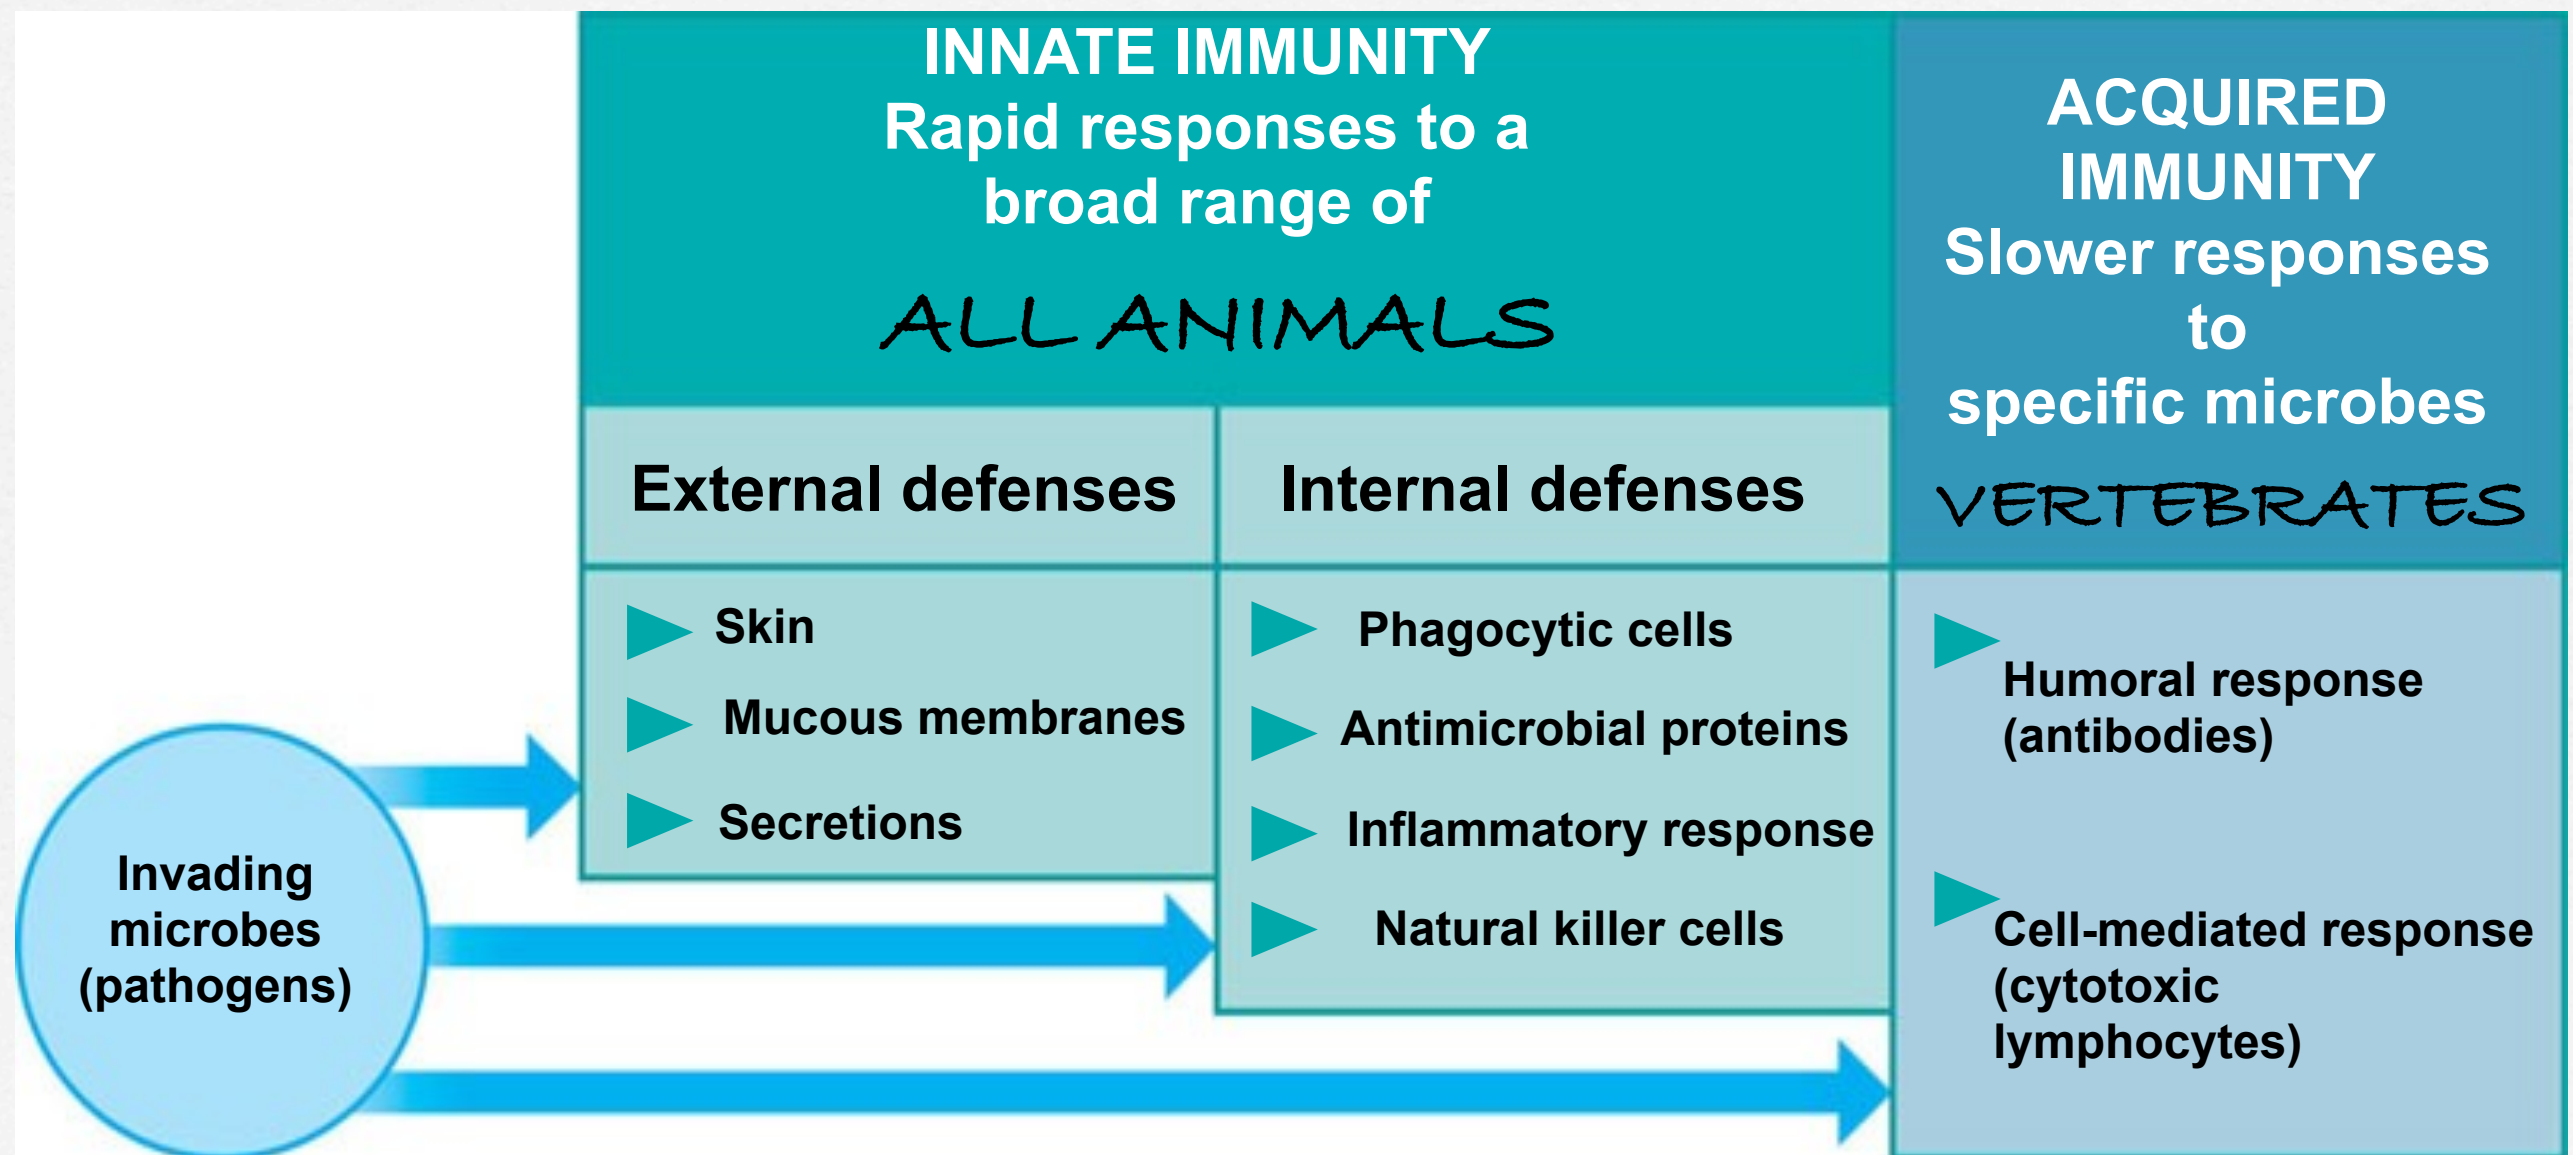 INNATE IMMUNITY
Rapid responses to a
broad range of
ALL ANIMALS
ACQUIRED
IMMUNITY
Slower responses
to
specific microbes
VERTEBRATES
External defenses
Internal defenses
Skin
Mucous membranes
Secretions
Phagocytic cells
Antimicrobial proteins
Inflammatory response
Natural killer cells
Humoral response
(antibodies)
Cell-mediated response
(cytotoxic
lymphocytes)
Invading
microbes
(pathogens)